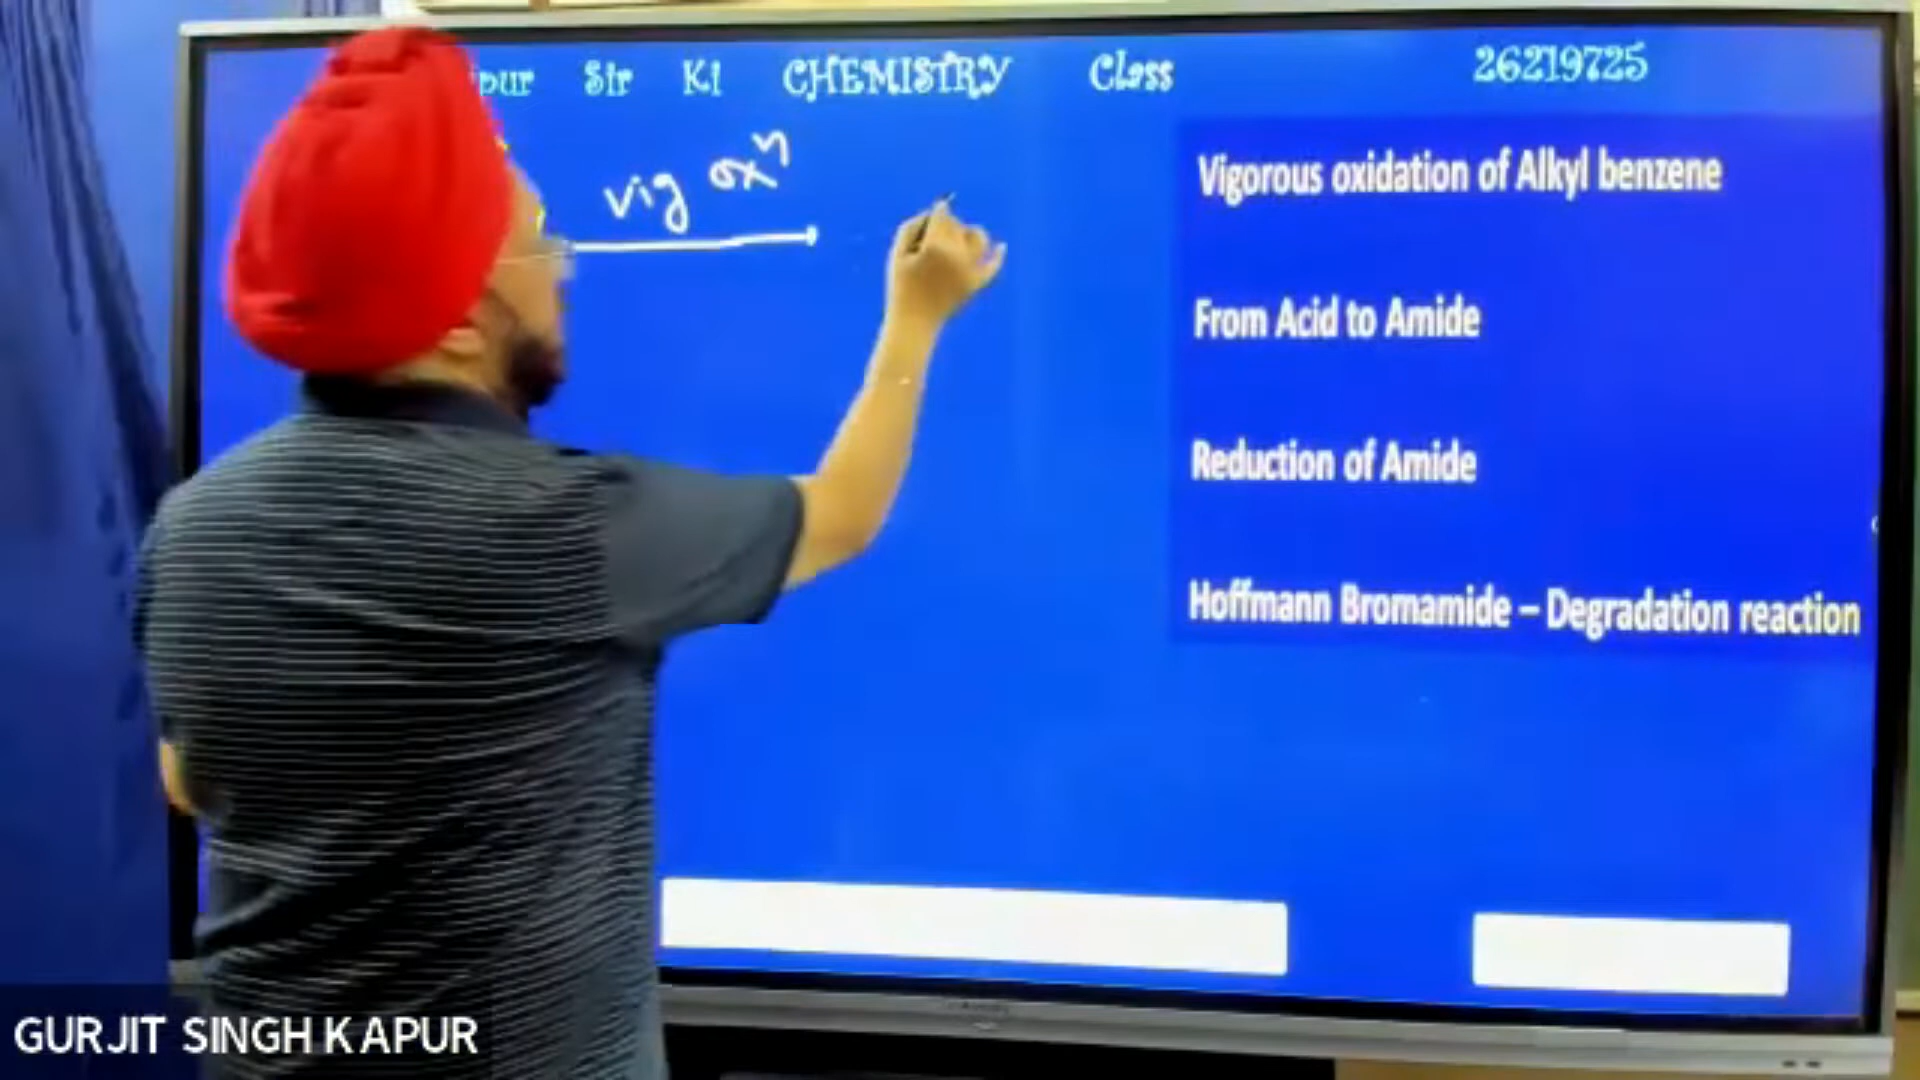 pur Sir Ki CHEMISTRY Class 26219725
vig oxⁿ
Vigorous oxidation of Alkyl benzene
From Acid to Amide
Reduction of Amide
Hoffmann Bromamide – Degradation reaction
GURJIT SINGH KAPUR